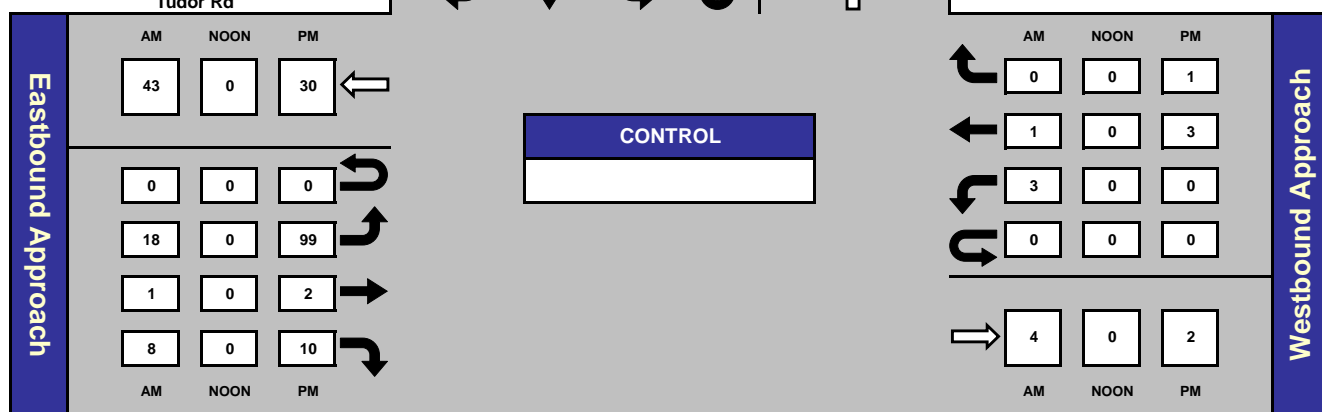 Tudor Rd
AM NOON PM
43 0 30
0 0 0
18 0 99
1 0 2
8 0 10
AM NOON PM
Eastbound Approach
CONTROL
AM NOON PM
0 0 1
1 0 3
3 0 0
0 0 0
4 0 2
AM NOON PM
Westbound Approach